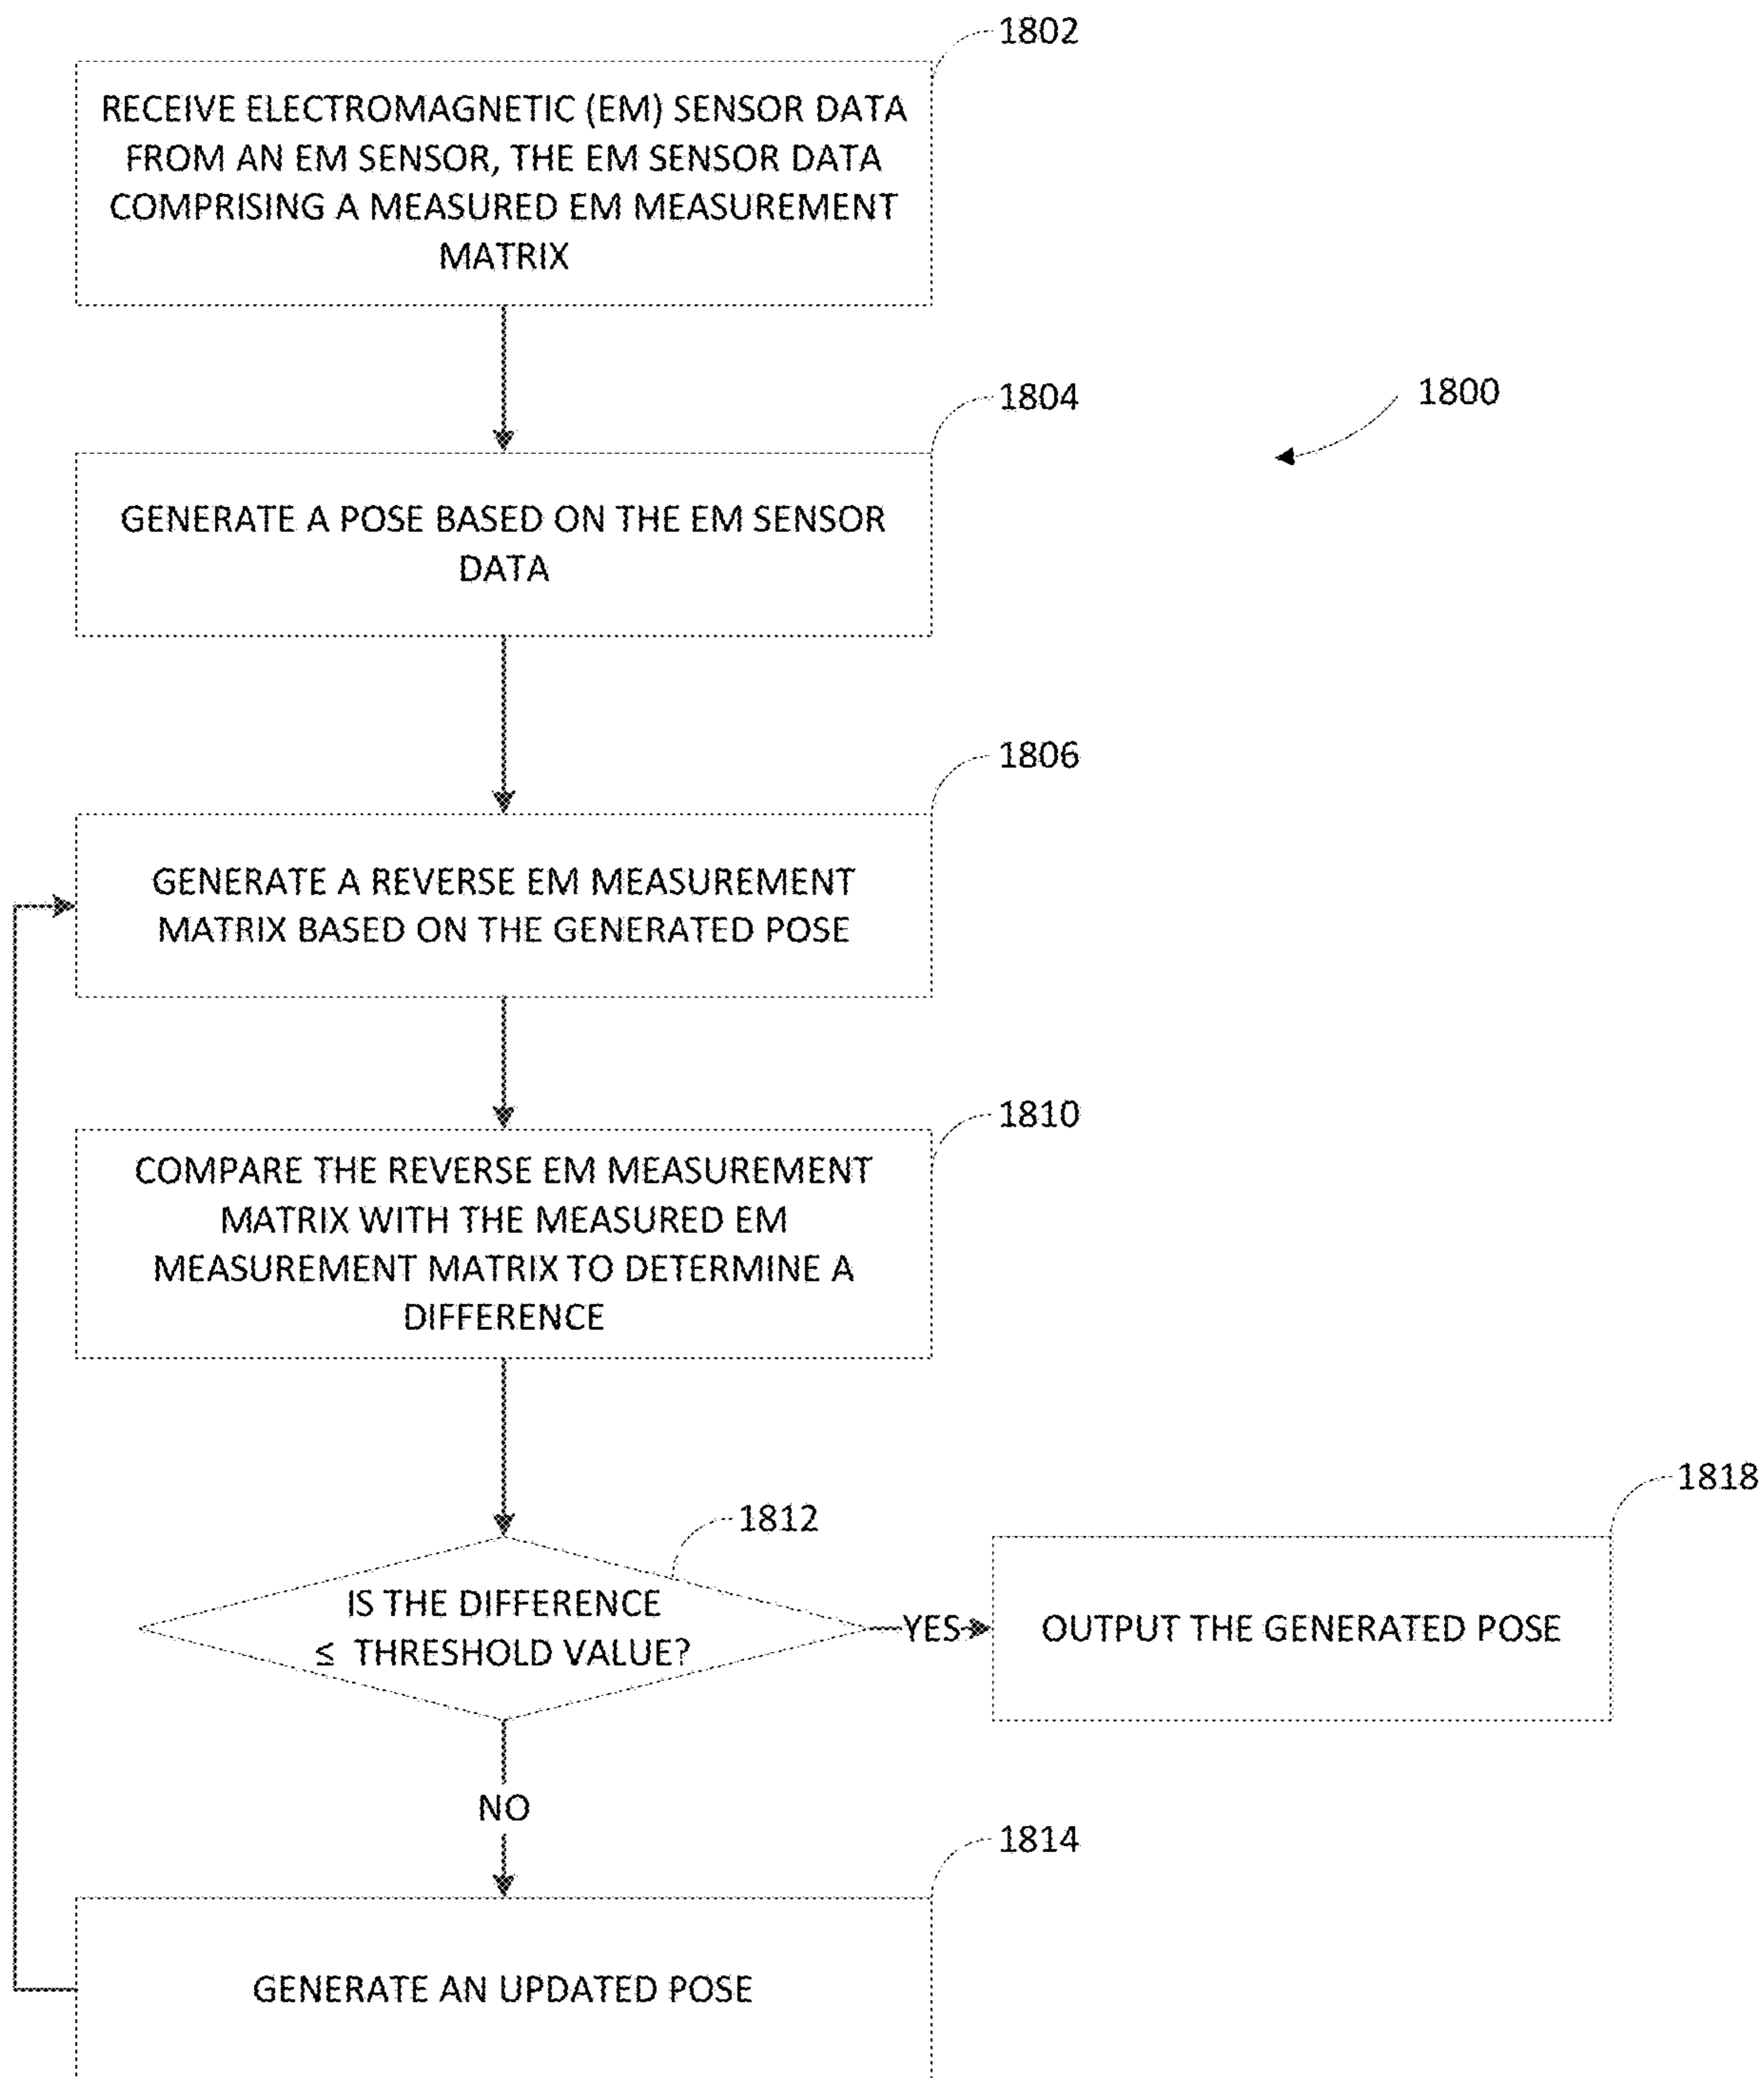 1802
RECEIVE ELECTROMAGNETIC (EM) SENSOR DATA
FROM AN EM SENSOR, THE EM SENSOR DATA
COMPRISING A MEASURED EM MEASUREMENT
MATRIX
1804
1800
GENERATE A POSE BASED ON THE EM SENSOR
DATA
1806
GENERATE A REVERSE EM MEASUREMENT
MATRIX BASED ON THE GENERATED POSE
1810
COMPARE THE REVERSE EM MEASUREMENT
MATRIX WITH THE MEASURED EM
MEASUREMENT MATRIX TO DETERMINE A
DIFFERENCE
1812
IS THE DIFFERENCE
≤ THRESHOLD VALUE?
YES
1818
OUTPUT THE GENERATED POSE
NO
1814
GENERATE AN UPDATED POSE